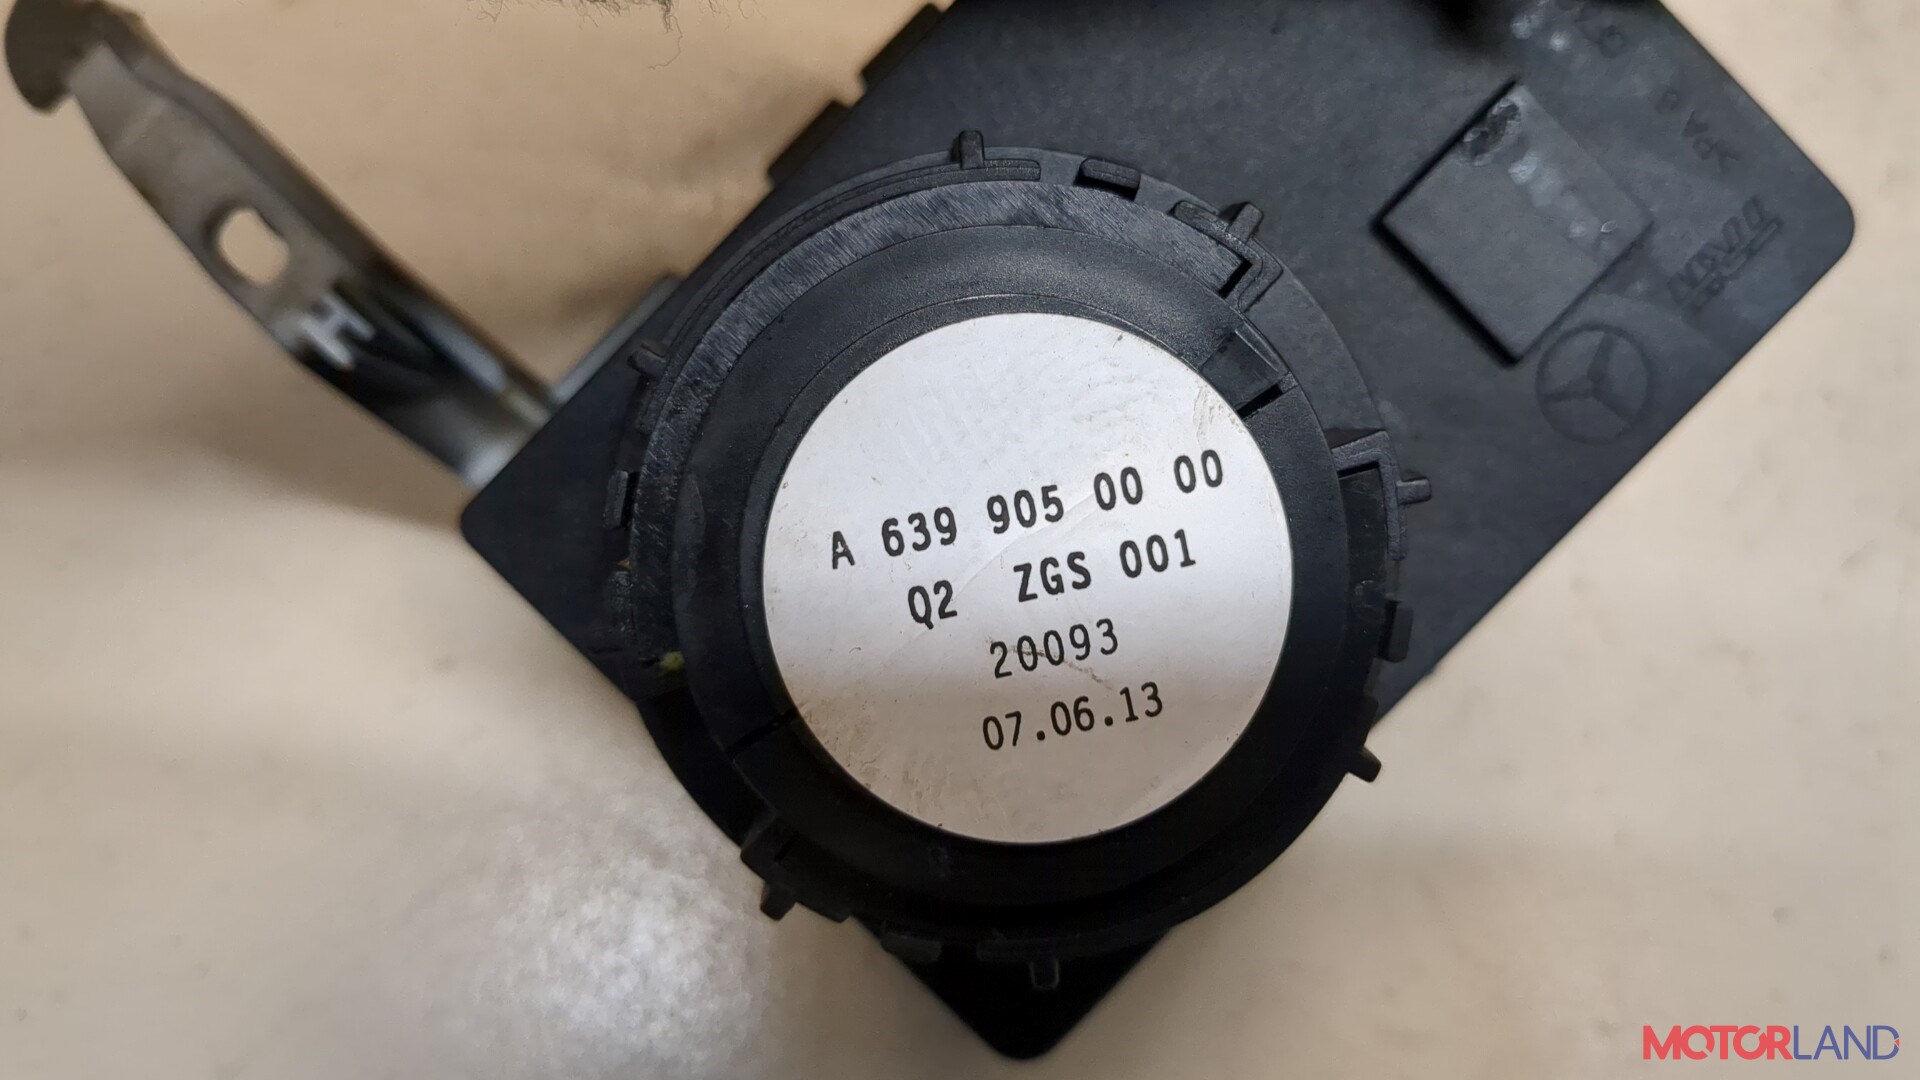 A 639 905 00 00
Q2 ZGS 001
20093
07.06.13
H
MOTORLAND